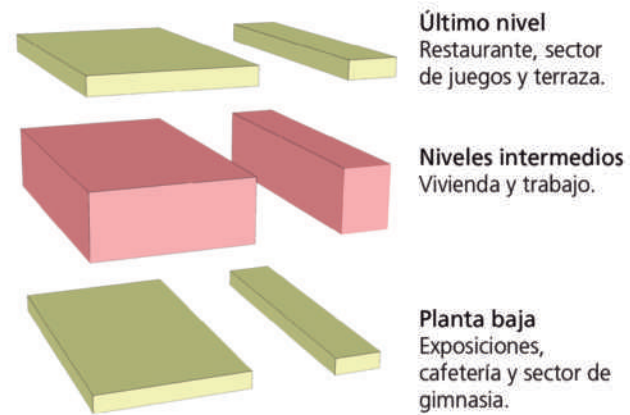 Último nivel
Restaurante, sector
de juegos y terraza.
Niveles intermedios
Vivienda y trabajo.
Planta baja
Exposiciones,
cafetería y sector de
gimnasia.